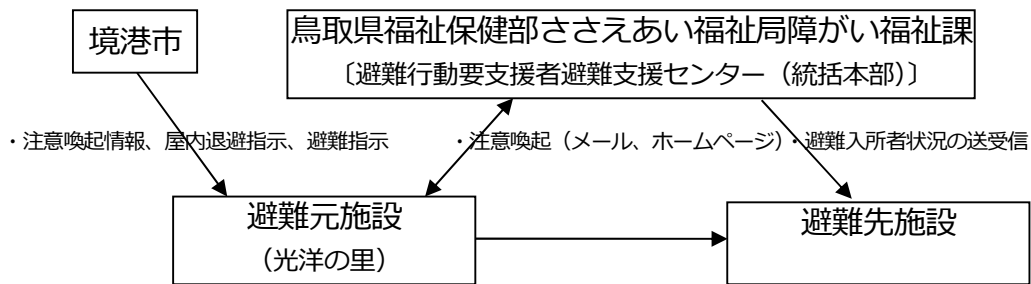 境港市
鳥取県福祉保健部ささえあい福祉局障がい福祉課
〔避難行動要支援者避難支援センター（統括本部）〕
・注意喚起情報、屋内退避指示、避難指示
・注意喚起（メール、ホームページ）・避難入所者状況の送受信
避難元施設
（光洋の里）
避難先施設